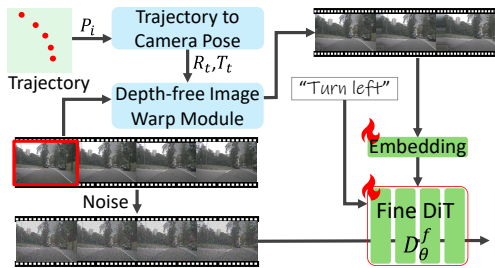 P_i
Trajectory to
Camera Pose
Trajectory
R_t,T_t
Depth-free Image
Warp Module
"Turn left"
Embedding
Noise
Fine DiT
D_θ^f